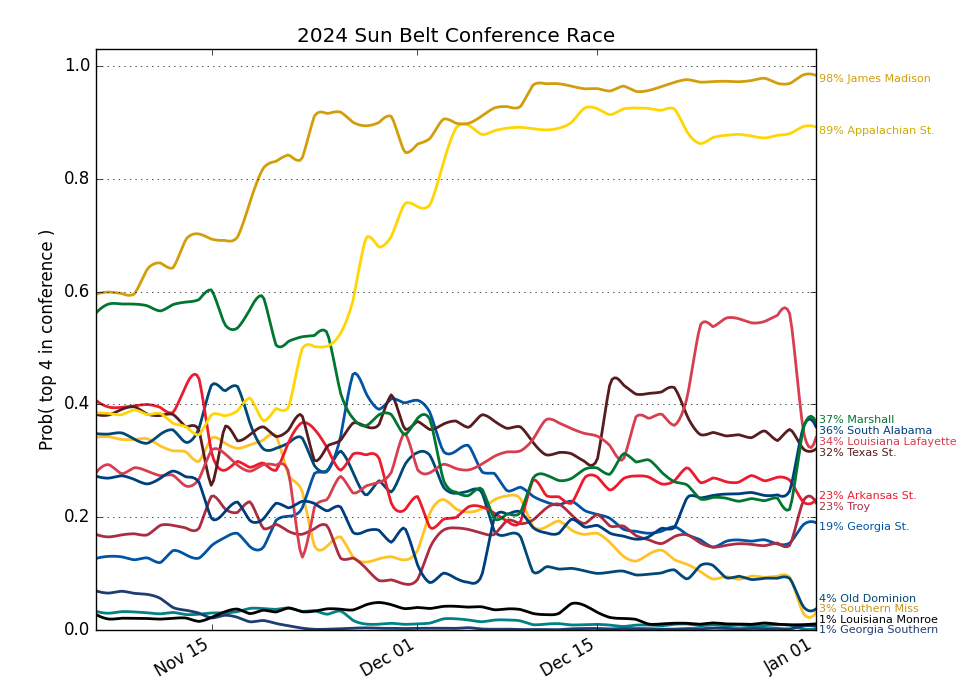 2024 Sun Belt Conference Race
Prob( top 4 in conference )
1.0
0.8
0.6
0.4
0.2
0.0
Nov 15
Dec 01
Dec 15
Jan 01
98% James Madison
89% Appalachian St.
37% Marshall
36% South Alabama
34% Louisiana Lafayette
32% Texas St.
23% Arkansas St.
23% Troy
19% Georgia St.
4% Old Dominion
3% Southern Miss
1% Louisiana Monroe
1% Georgia Southern